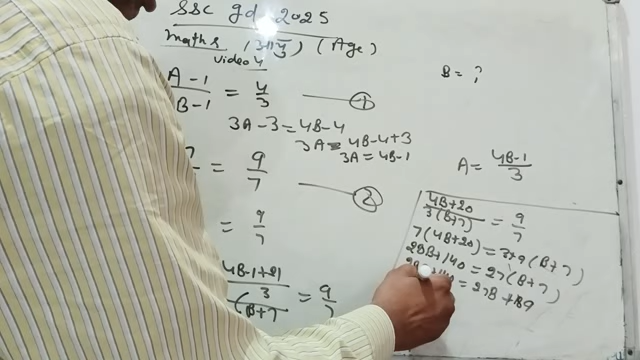 SSC gd 2025
maths (Age)
Video 4
B = ?
A-1/B-1 = 4/3 — 1
3A-3 = 4B-4
3A = 4B-4+3
3A = 4B-1
A = 4B-1/3
= 9/7 — 2
= 9/7
4B-1+21/3/(B+7 = 9/7
4B+20/3(B+7) = 9/7
7(4B+20) = 3×9(B+7)
28B+140 = 27(B+7)
= 27B+189